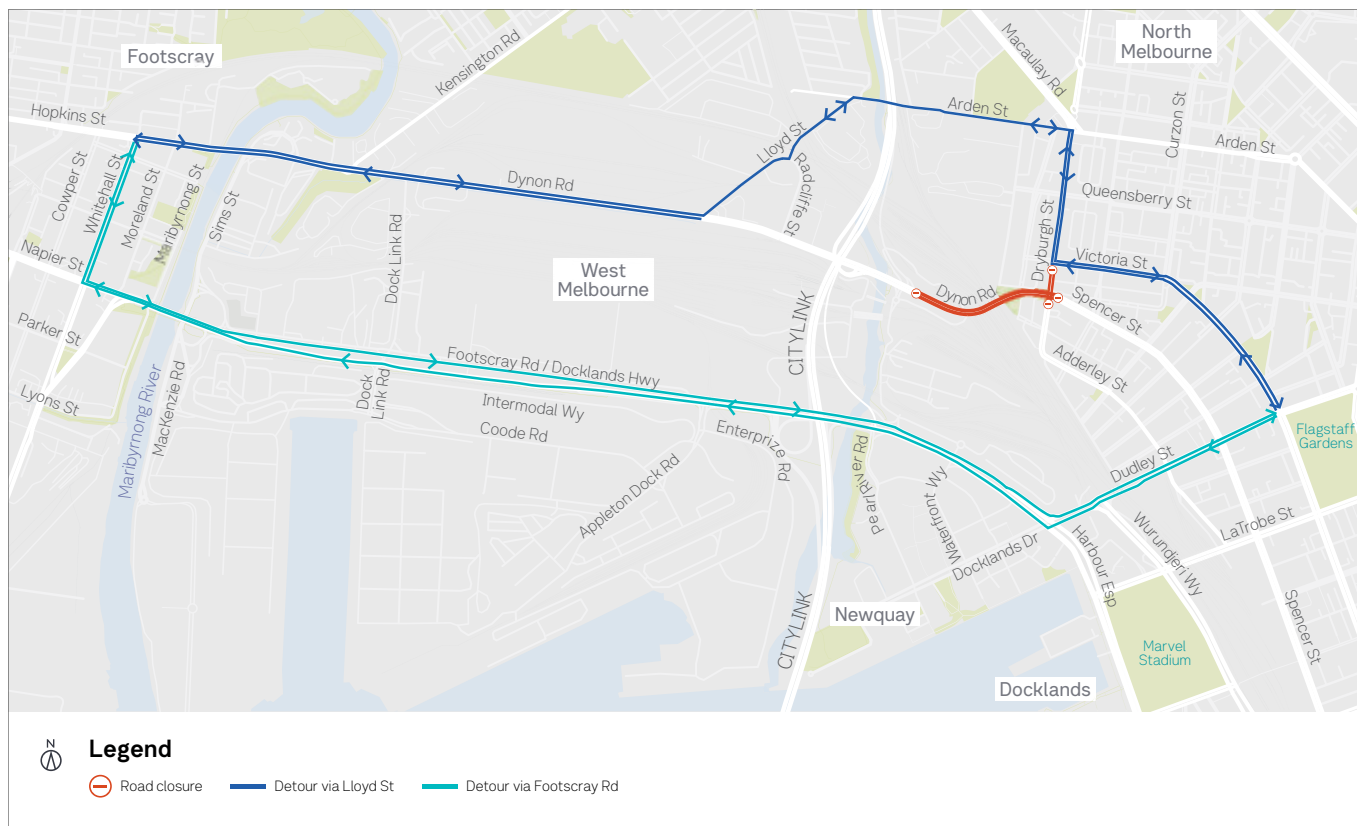 Footscray
Kensington Rd
Macaulay Rd
North
Melbourne
Hopkins St
Lloyd St
Arden St
Curzon St
Arden St
Cowper St
Whitehall St
Moreland St
Maribyrnong St
Sims St
Dynon Rd
Radcliffe St
Queensberry St
Napier St
Dock Link Rd
West
Melbourne
Dryburgh St
Victoria St
Dynon Rd
Spencer St
CITYLINK
Parker St
Adderley St
Lyons St
Maribyrnong River
MacKenzie Rd
Dock
Link Rd
Footscray Rd / Docklands Hwy
Intermodal Wy
Coode Rd
Enterprize Rd
Appleton Dock Rd
Pearl River Rd
Waterfront Wy
Dudley St
Flagstaff
Gardens
Docklands Dr
Harbour Esp
Wurundjeri Wy
LaTrobe St
CITYLINK
Newquay
Spencer St
Marvel
Stadium
Docklands
N
Legend
Road closure
Detour via Lloyd St
Detour via Footscray Rd